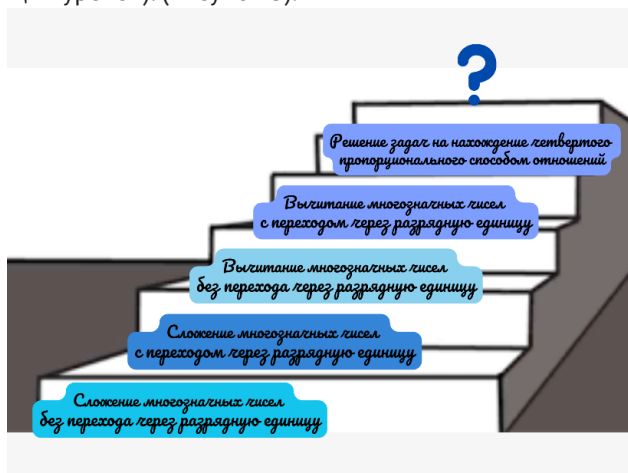 ?
Решение задач на нахождение четвертого
пропорционального способом отношений
Вычитание многозначных чисел
с переходом через разрядную единицу
Вычитание многозначных чисел
без перехода через разрядную единицу
Сложение многозначных чисел
с переходом через разрядную единицу
Сложение многозначных чисел
без перехода через разрядную единицу